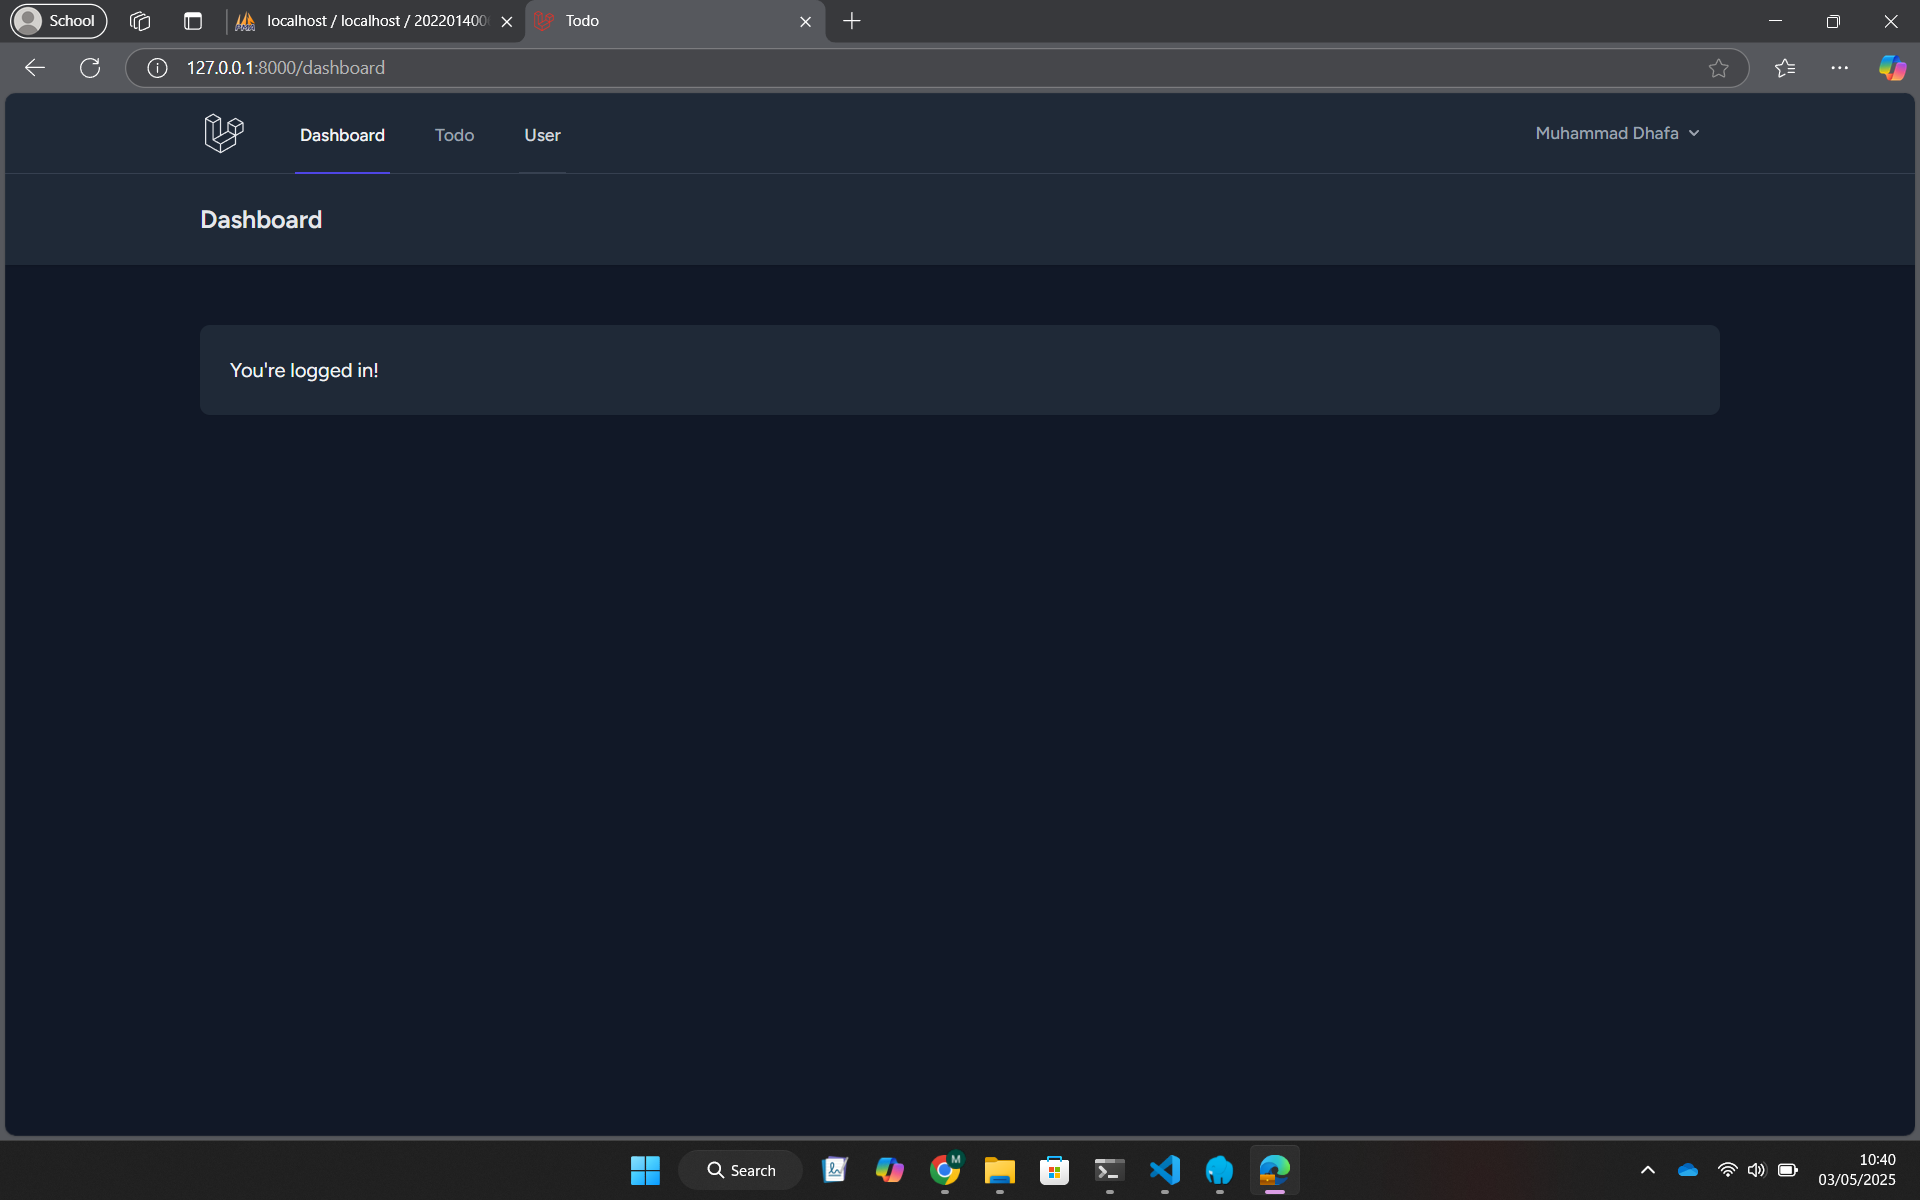 School
localhost / localhost / 202201400
Todo
127.0.0.1:8000/dashboard
Dashboard
Todo
User
Muhammad Dhafa
Dashboard
You're logged in!
Search
M
10:40
03/05/2025